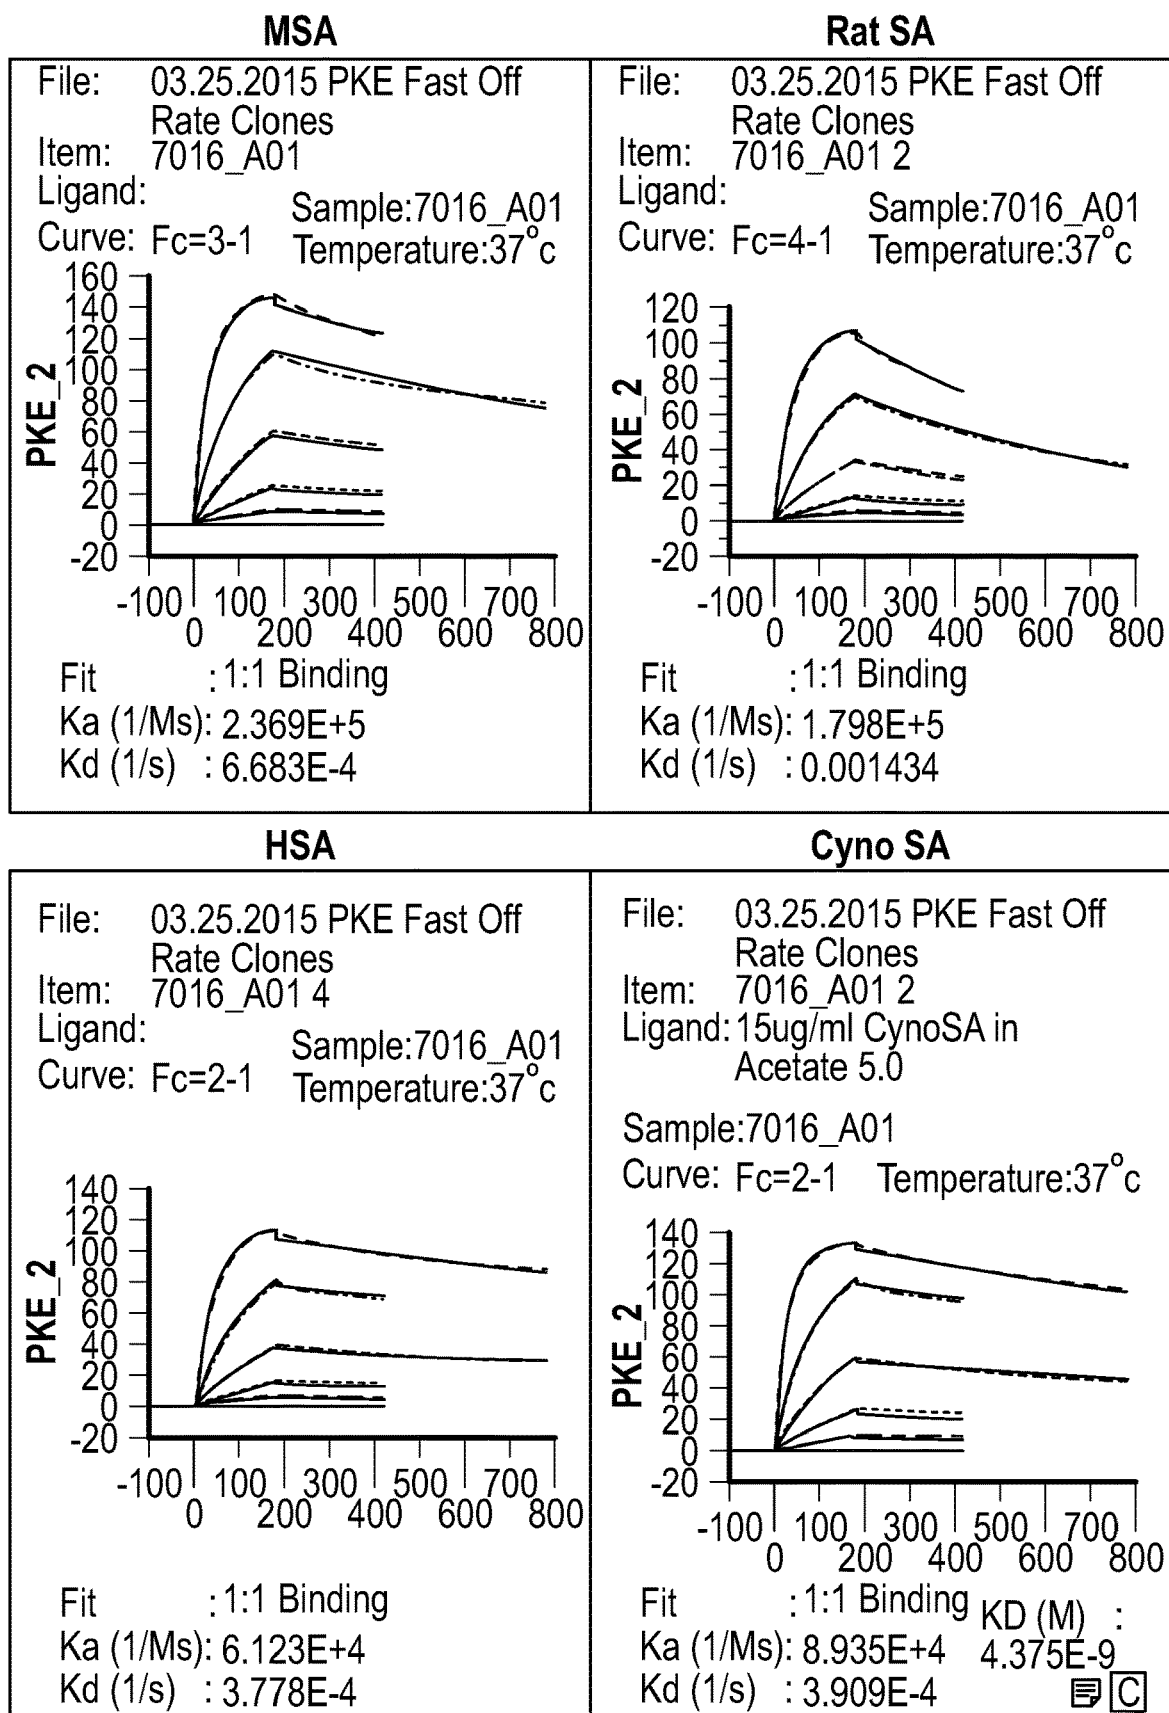 MSA
File: 03.25.2015 PKE Fast Off
Rate Clones
Item: 7016_A01
Ligand:
Sample:7016_A01
Curve: Fc=3-1 Temperature:37°c
160
140
120
100
80
60
40
20
0
-20
PKE_2
-100 100 300 500 700
0 200 400 600 800
Fit : 1:1 Binding
Ka (1/Ms): 2.369E+5
Kd (1/s) : 6.683E-4
Rat SA
File: 03.25.2015 PKE Fast Off
Rate Clones
Item: 7016_A01 2
Ligand:
Sample:7016_A01
Curve: Fc=4-1 Temperature:37°c
120
100
80
60
40
20
0
-20
PKE_2
-100 100 300 500 700
0 200 400 600 800
Fit : 1:1 Binding
Ka (1/Ms): 1.798E+5
Kd (1/s) : 0.001434
HSA
File: 03.25.2015 PKE Fast Off
Rate Clones
Item: 7016_A01 4
Ligand:
Sample:7016_A01
Curve: Fc=2-1 Temperature:37°c
140
120
100
80
60
40
20
0
-20
PKE_2
-100 100 300 500 700
0 200 400 600 800
Fit : 1:1 Binding
Ka (1/Ms): 6.123E+4
Kd (1/s) : 3.778E-4
Cyno SA
File: 03.25.2015 PKE Fast Off
Rate Clones
Item: 7016_A01 2
Ligand: 15ug/ml CynoSA in
Acetate 5.0
Sample:7016_A01
Curve: Fc=2-1 Temperature:37°c
140
120
100
80
60
40
20
0
-20
PKE_2
-100 100 300 500 700
0 200 400 600 800
Fit : 1:1 Binding KD (M) :
Ka (1/Ms): 8.935E+4 4.375E-9
Kd (1/s) : 3.909E-4 C